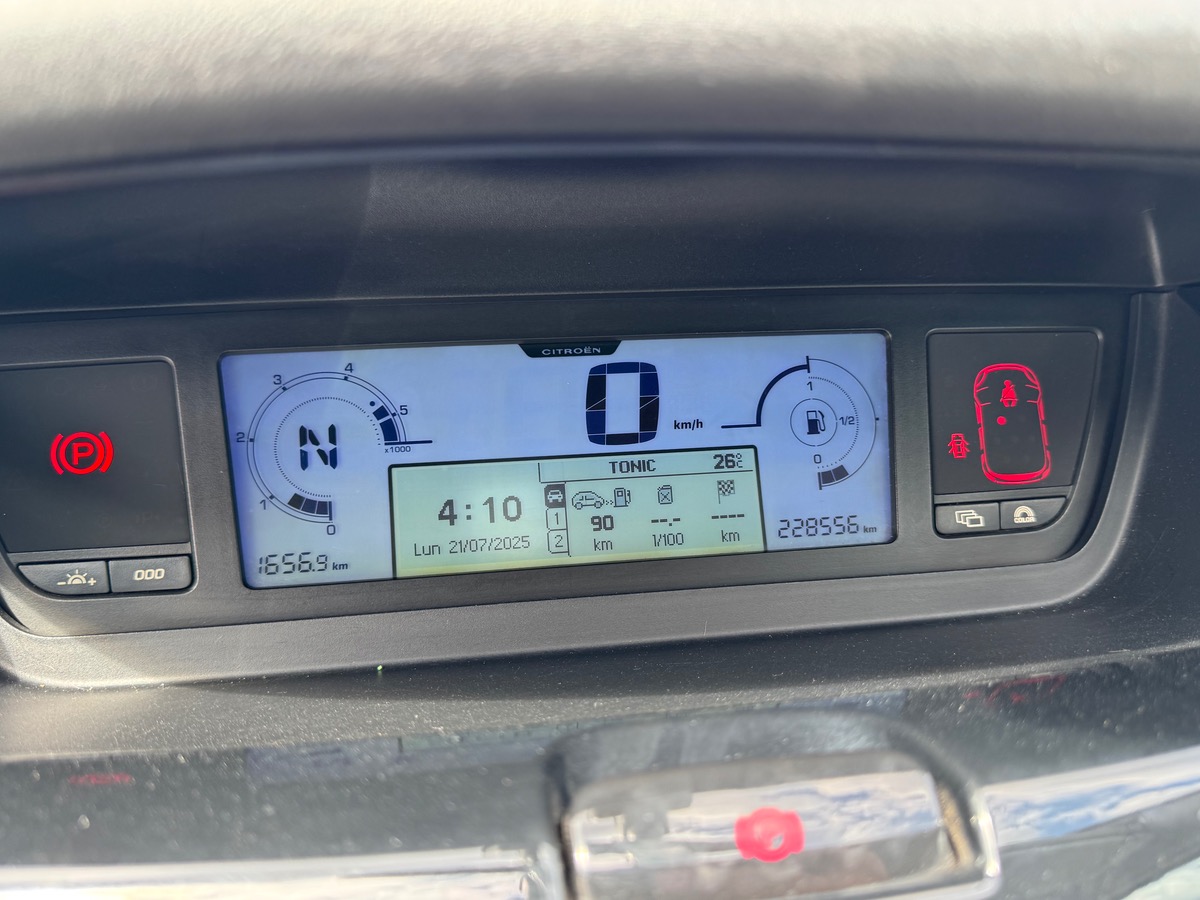 CITROËN
P
000
0 1 2 3 4 5
x1000
N
1656.9 km
0 km/h
TONIC 26°C
4:10
Lun 21/07/2025
1
2
90 km
--.- l/100
---- km
1
1/2
0
228556 km
COLOR